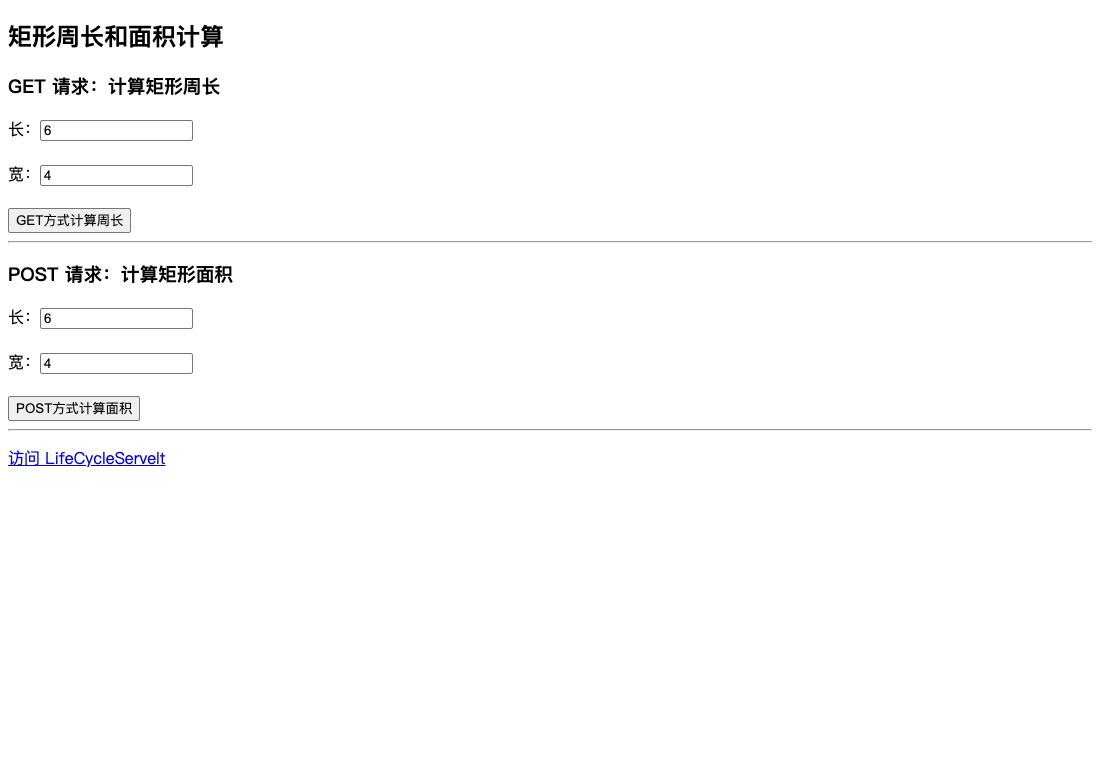 矩形周长和面积计算
GET 请求：计算矩形周长
长：6
宽：4
GET方式计算周长
POST 请求：计算矩形面积
长：6
宽：4
POST方式计算面积
访问 LifeCycleServelt